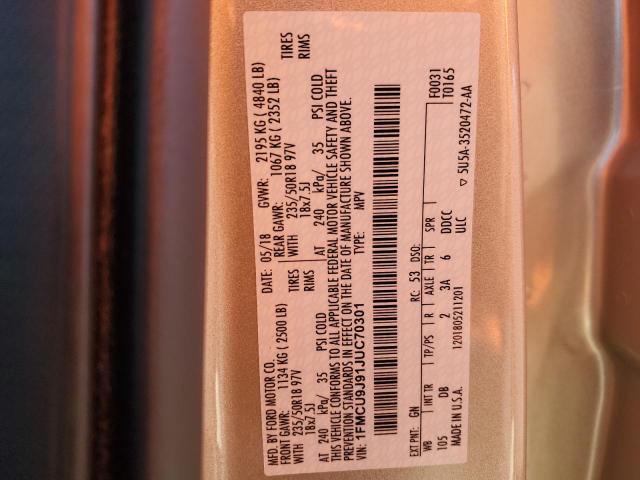 MFD. BY FORD MOTOR CO. DATE: 05/18 GVWR: 2195 KG ( 4840 LB)
FRONT GAWR: 1134 KG ( 2500 LB) REAR GAWR: 1067 KG ( 2352 LB)
WITH 235/50R18 97V TIRES WITH 235/50R18 97V TIRES
18x7.5J RIMS 18x7.5J RIMS
AT 240 kPa/ 35 PSI COLD AT 240 kPa/ 35 PSI COLD
THIS VEHICLE CONFORMS TO ALL APPLICABLE FEDERAL MOTOR VEHICLE SAFETY AND THEFT
PREVENTION STANDARDS IN EFFECT ON THE DATE OF MANUFACTURE SHOWN ABOVE.
VIN: 1FMCU9J91JUC70301 TYPE: MPV
EXT PNT: GN RC: 53 DSO: F0031
WB INT TR TP/PS R AXLE TR SPR T0165
105 DB 2 3A 6 DDCC
MADE IN U.S.A. 1201805211201 ULC ▽ 5U5A-3520472-AA